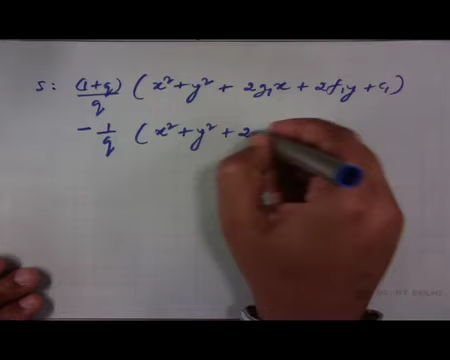 S: (1+q)/q ( x² + y² + 2g₁x + 2f₁y + c₁ )
- 1/q ( x² + y² + 2